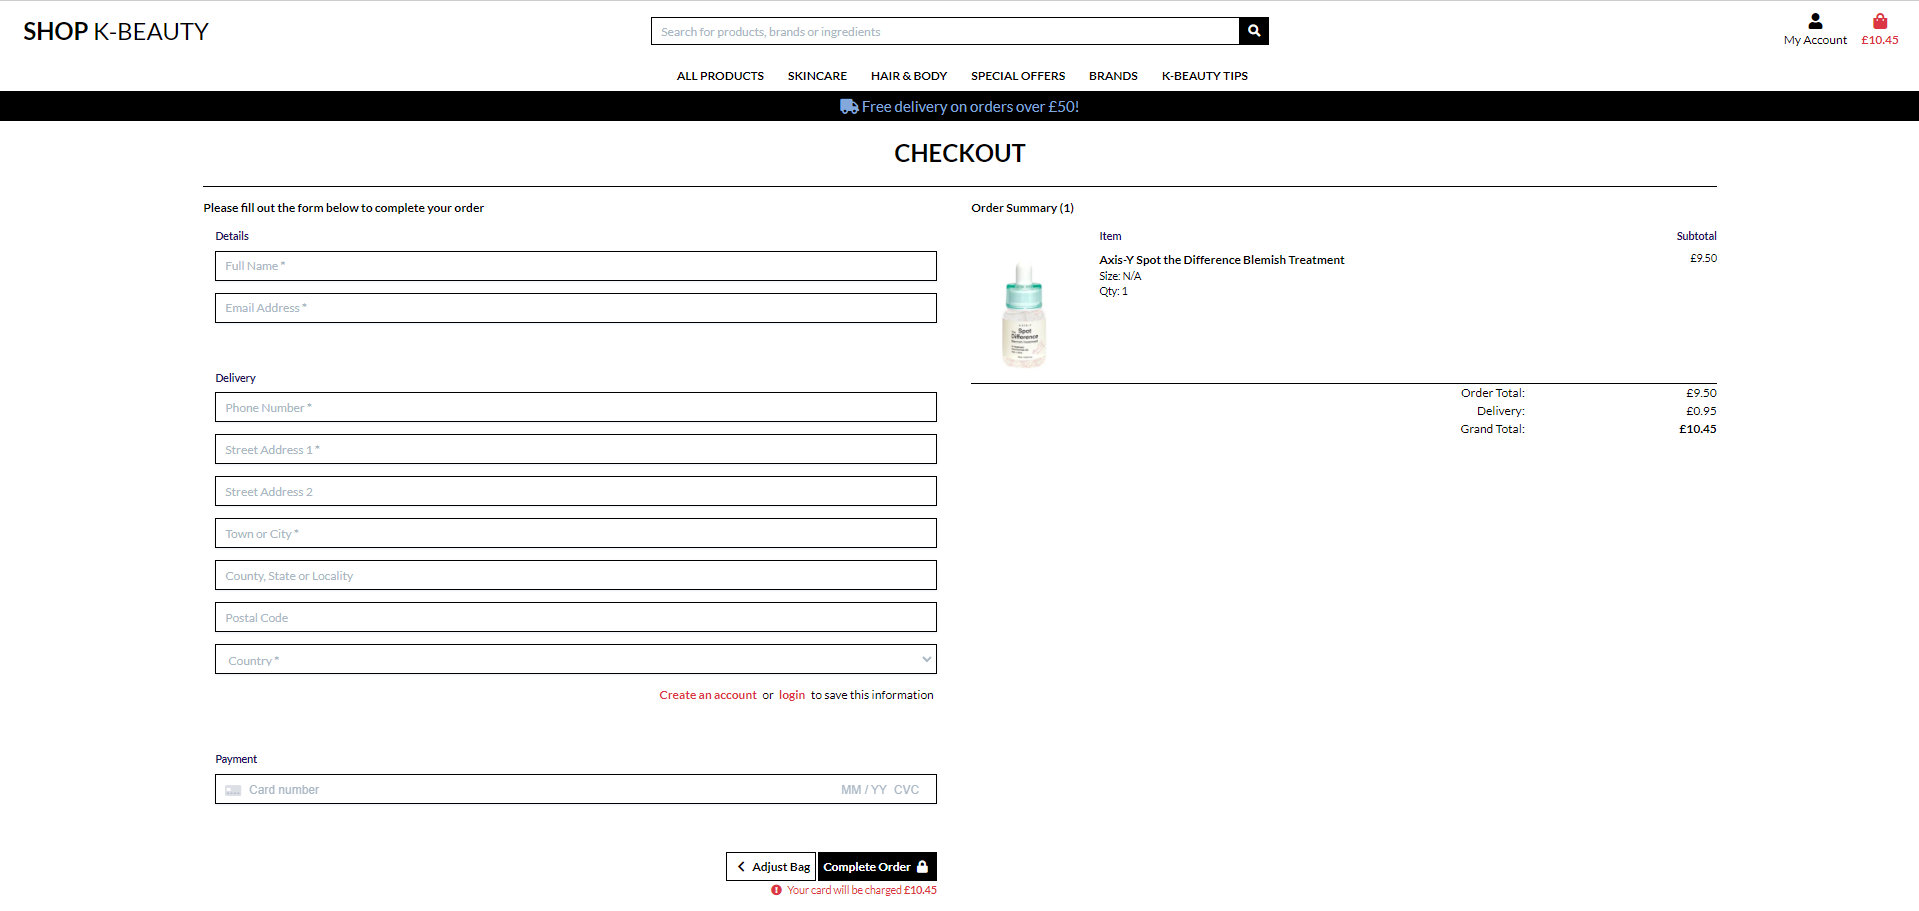 SHOP K-BEAUTY
Search for products, brands or ingredients
My Account
£10.45
ALL PRODUCTS
SKINCARE
HAIR & BODY
SPECIAL OFFERS
BRANDS
K-BEAUTY TIPS
Free delivery on orders over £50!
CHECKOUT
Please fill out the form below to complete your order
Details
Full Name *
Email Address *
Delivery
Phone Number *
Street Address 1 *
Street Address 2
Town or City *
County, State or Locality
Postal Code
Country *
Create an account or login to save this information
Payment
Card number MM / YY CVC
Adjust Bag
Complete Order
Your card will be charged £10.45
Order Summary (1)
Item Subtotal
Axis-Y Spot the Difference Blemish Treatment £9.50
Size: N/A
Qty: 1
Spot
Difference
Order Total: £9.50
Delivery: £0.95
Grand Total: £10.45